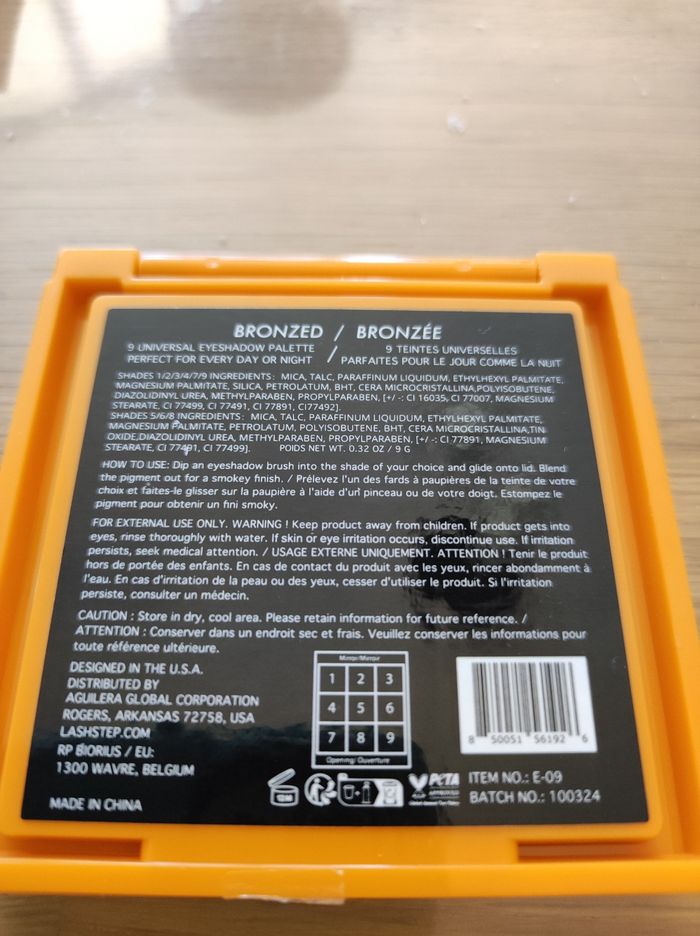 BRONZED / BRONZÉE
9 UNIVERSAL EYESHADOW PALETTE / 9 TEINTES UNIVERSELLES
PERFECT FOR EVERY DAY OR NIGHT PARFAITES POUR LE JOUR COMME LA NUIT
SHADES 1/2/3/4/7/9 INGREDIENTS: MICA, TALC, PARAFFINUM LIQUIDUM, ETHYLHEXYL PALMITATE,
MAGNESIUM PALMITATE, SILICA, PETROLATUM, BHT, CERA MICROCRISTALLINA,POLYISOBUTENE,
DIAZOLIDINYL UREA, METHYLPARABEN, PROPYLPARABEN, [+/ -: CI 16035, CI 77007, MAGNESIUM
STEARATE, CI 77499, CI 77491, CI 77891, CI77492].
SHADES 5/6/8 INGREDIENTS: MICA, TALC, PARAFFINUM LIQUIDUM, ETHYLHEXYL PALMITATE,
MAGNESIUM PALMITATE, PETROLATUM, POLYISOBUTENE, BHT, CERA MICROCRISTALLINA,TIN
OXIDE,DIAZOLIDINYL UREA, METHYLPARABEN, PROPYLPARABEN, [+/ -: CI 77891, MAGNESIUM
STEARATE, CI 77491, CI 77499]. POIDS NET WT. 0.32 OZ / 9 G
HOW TO USE: Dip an eyeshadow brush into the shade of your choice and glide onto lid. Blend
the pigment out for a smokey finish. / Prélevez l'un des fards à paupières de la teinte de votre
choix et faites-le glisser sur la paupière à l'aide d'un pinceau ou de votre doigt. Estompez le
pigment pour obtenir un fini smoky.
FOR EXTERNAL USE ONLY. WARNING ! Keep product away from children. If product gets into
eyes, rinse thoroughly with water. If skin or eye irritation occurs, discontinue use. If irritation
persists, seek medical attention. / USAGE EXTERNE UNIQUEMENT. ATTENTION ! Tenir le produit
hors de portée des enfants. En cas de contact du produit avec les yeux, rincer abondamment à
l'eau. En cas d'irritation de la peau ou des yeux, cesser d'utiliser le produit. Si l'irritation
persiste, consulter un médecin.
CAUTION : Store in dry, cool area. Please retain information for future reference. /
ATTENTION : Conserver dans un endroit sec et frais. Veuillez conserver les informations pour
toute référence ultérieure.
DESIGNED IN THE U.S.A.
DISTRIBUTED BY
AGUILERA GLOBAL CORPORATION
ROGERS, ARKANSAS 72758, USA
LASHSTEP.COM
RP BIORIUS / EU:
1300 WAVRE, BELGIUM
MADE IN CHINA
Mirror/Mirrour
1 2 3
4 5 6
7 8 9
Opening/ Ouverture
12M
PETA
8 50051 56192 6
ITEM NO.: E-09
BATCH NO.: 100324